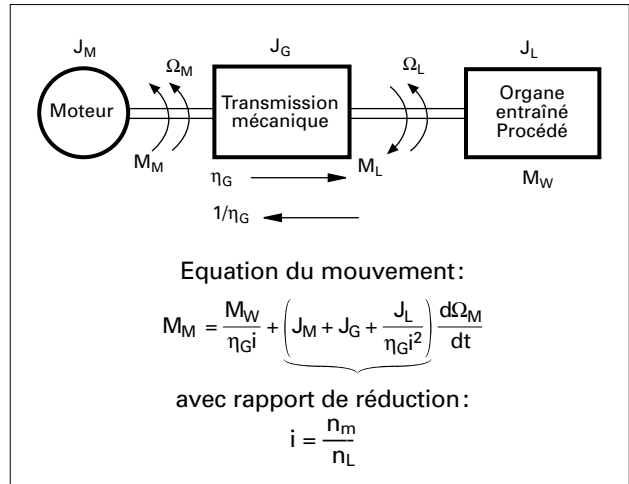 J_M
J_G
J_L
Ω_M
Ω_L
Moteur
Transmission
mécanique
Organe
entraîné
Procédé
M_M
M_L
M_W
η_G
1/η_G
Equation du mouvement:
M_M = M_W/(η_G i) + (J_M + J_G + J_L/(η_G i²)) dΩ_M/dt
avec rapport de réduction:
i = n_m/n_L